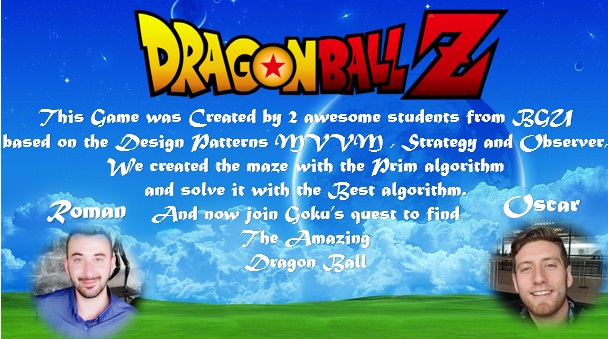 DRAGONBALL Z
This Game was Created by 2 awesome students from BGU
based on the Design Patterns MVVM , Strategy and Observer,
We created the maze with the Prim algorithm
and solve it with the Best algorithm.
Roman And now join Goku's quest to find Oscar
The Amazing
Dragon Ball